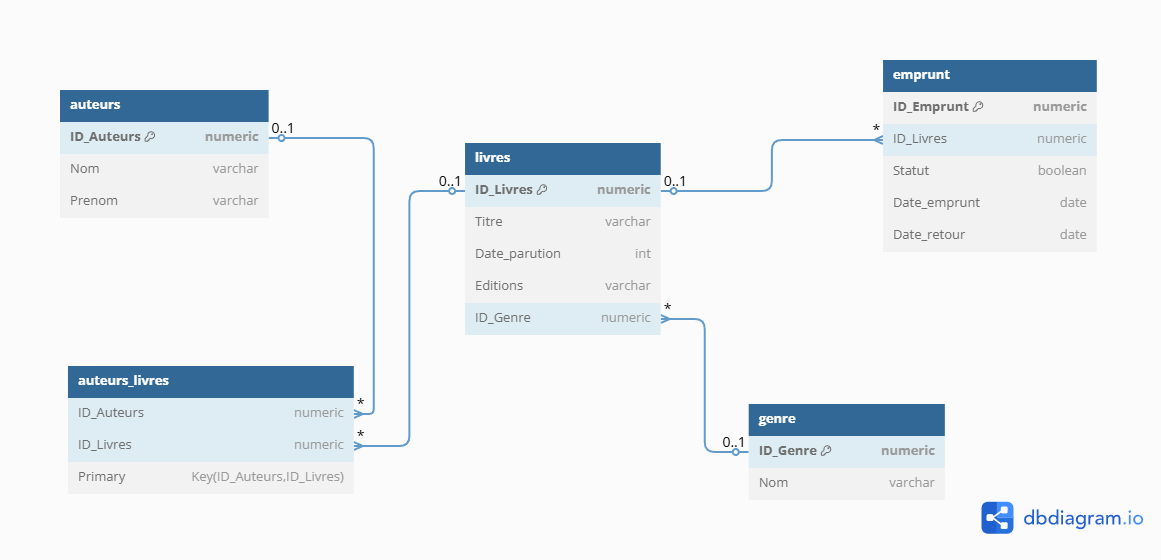 auteurs
ID_Auteurs numeric
Nom varchar
Prenom varchar
0..1
auteurs_livres
ID_Auteurs numeric
ID_Livres numeric
Primary Key(ID_Auteurs,ID_Livres)
*
*
0..1
livres
ID_Livres numeric
Titre varchar
Date_parution int
Editions varchar
ID_Genre numeric
0..1
*
emprunt
ID_Emprunt numeric
ID_Livres numeric
Statut boolean
Date_emprunt date
Date_retour date
*
0..1
genre
ID_Genre numeric
Nom varchar
dbdiagram.io